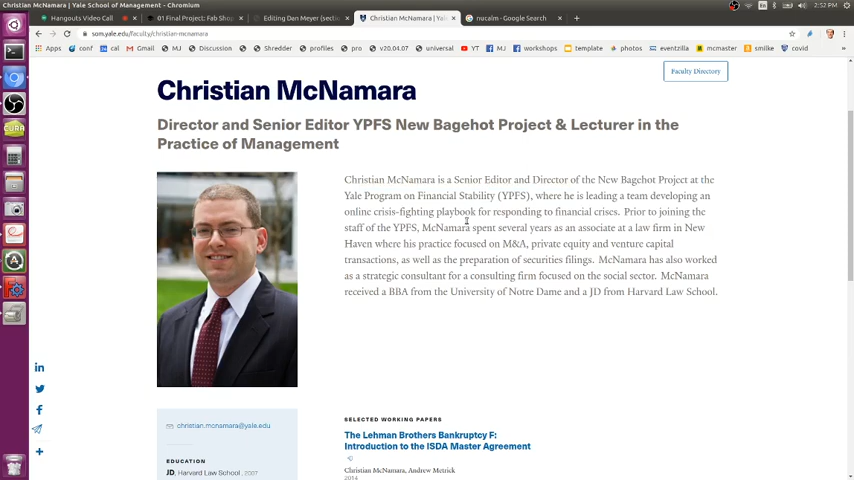 Christian McNamara | Yale School of Management - Chromium
2:52 PM
Hangouts Video Call
01 Final Project: Fab Shop
Editing Dan Meyer (secti
Christian McNamara | Yal
nucalm - Google Search
som.yale.edu/faculty/christian-mcnamara
Apps
conf
cal
Gmail
MJ
Discussion
Shredder
profiles
pro
v20.04.07
universal
YT
MJ
workshops
template
photos
eventzilla
mcmaster
smilke
covid
Faculty Directory
Christian McNamara
Director and Senior Editor YPFS New Bagehot Project & Lecturer in the
Practice of Management
Christian McNamara is a Senior Editor and Director of the New Bagehot Project at the
Yale Program on Financial Stability (YPFS), where he is leading a team developing an
online crisis-fighting playbook for responding to financial crises. Prior to joining the
staff of the YPFS, McNamara spent several years as an associate at a law firm in New
Haven where his practice focused on M&A, private equity and venture capital
transactions, as well as the preparation of securities filings. McNamara has also worked
as a strategic consultant for a consulting firm focused on the social sector. McNamara
received a BBA from the University of Notre Dame and a JD from Harvard Law School.
christian.mcnamara@yale.edu
EDUCATION
JD, Harvard Law School, 2007
SELECTED WORKING PAPERS
The Lehman Brothers Bankruptcy F:
Introduction to the ISDA Master Agreement
Christian McNamara, Andrew Metrick
2014